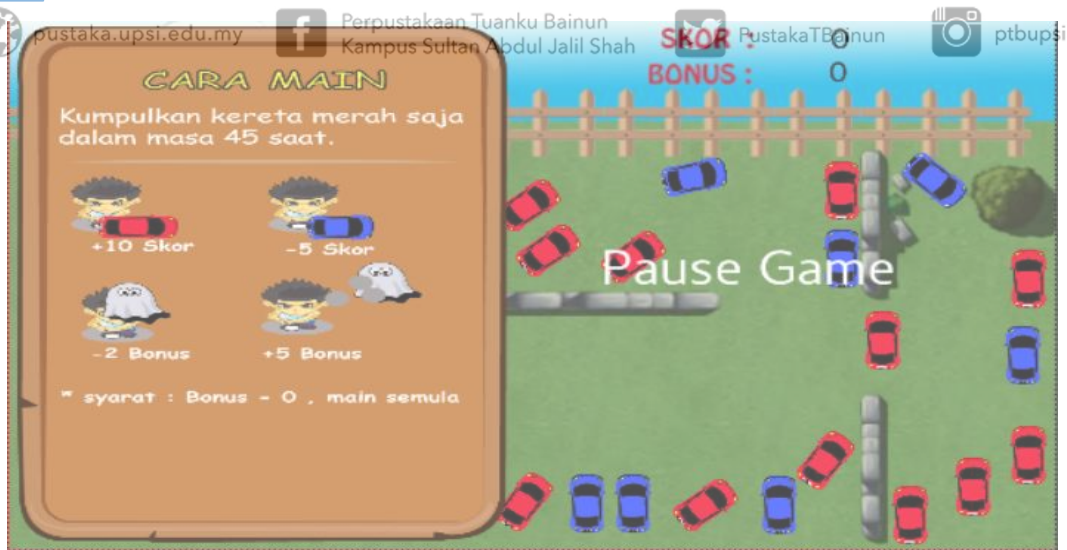 pustaka.upsi.edu.my
Perpustakaan Tuanku Bainun
Kampus Sultan Abdul Jalil Shah
PustakaTBainun
ptbupsi
SKOR : 0
BONUS : 0
CARA MAIN
Kumpulkan kereta merah saja
dalam masa 45 saat.
+10 Skor
-5 Skor
-2 Bonus
+5 Bonus
* syarat : Bonus - 0 , main semula
Pause Game